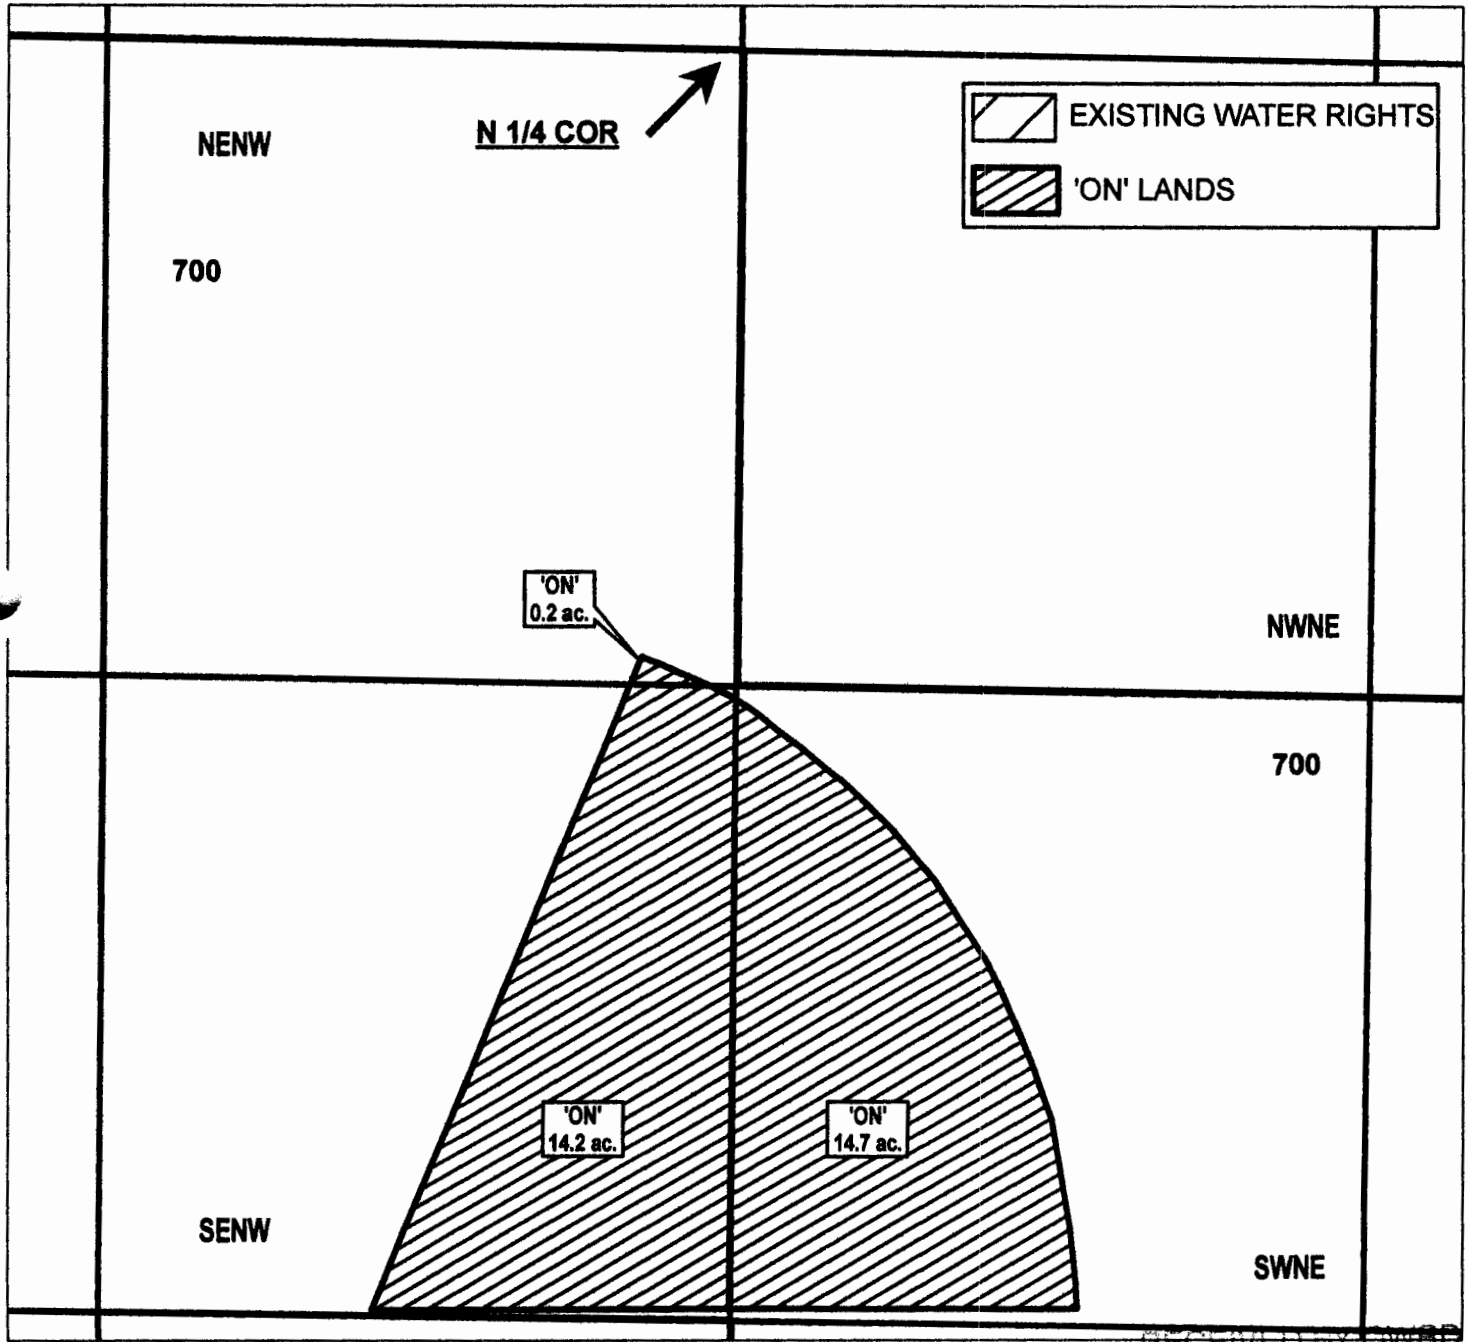 N 1/4 COR
EXISTING WATER RIGHTS
'ON' LANDS
NENW
700
'ON'
0.2 ac.
NWNE
700
'ON'
14.2 ac.
'ON'
14.7 ac.
SENW
SWNE